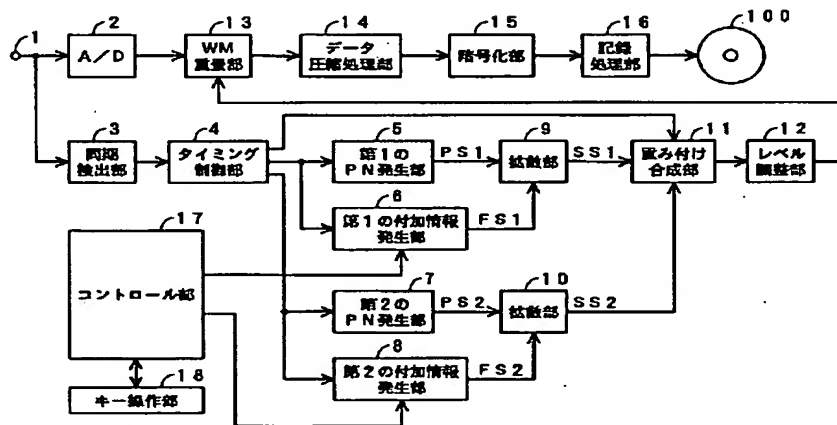 1
2
A/D
13
WM
重畳部
14
データ
圧縮処理部
15
暗号化部
16
記録
処理部
100
3
同期
検出部
4
タイミング
制御部
5
第1の
PN発生部
PS1
9
拡散部
SS1
11
重み付け
合成部
12
レベル
調整部
6
第1の付加情報
発生部
FS1
17
コントロール部
7
第2の
PN発生部
PS2
10
拡散部
SS2
8
第2の付加情報
発生部
FS2
18
キー操作部